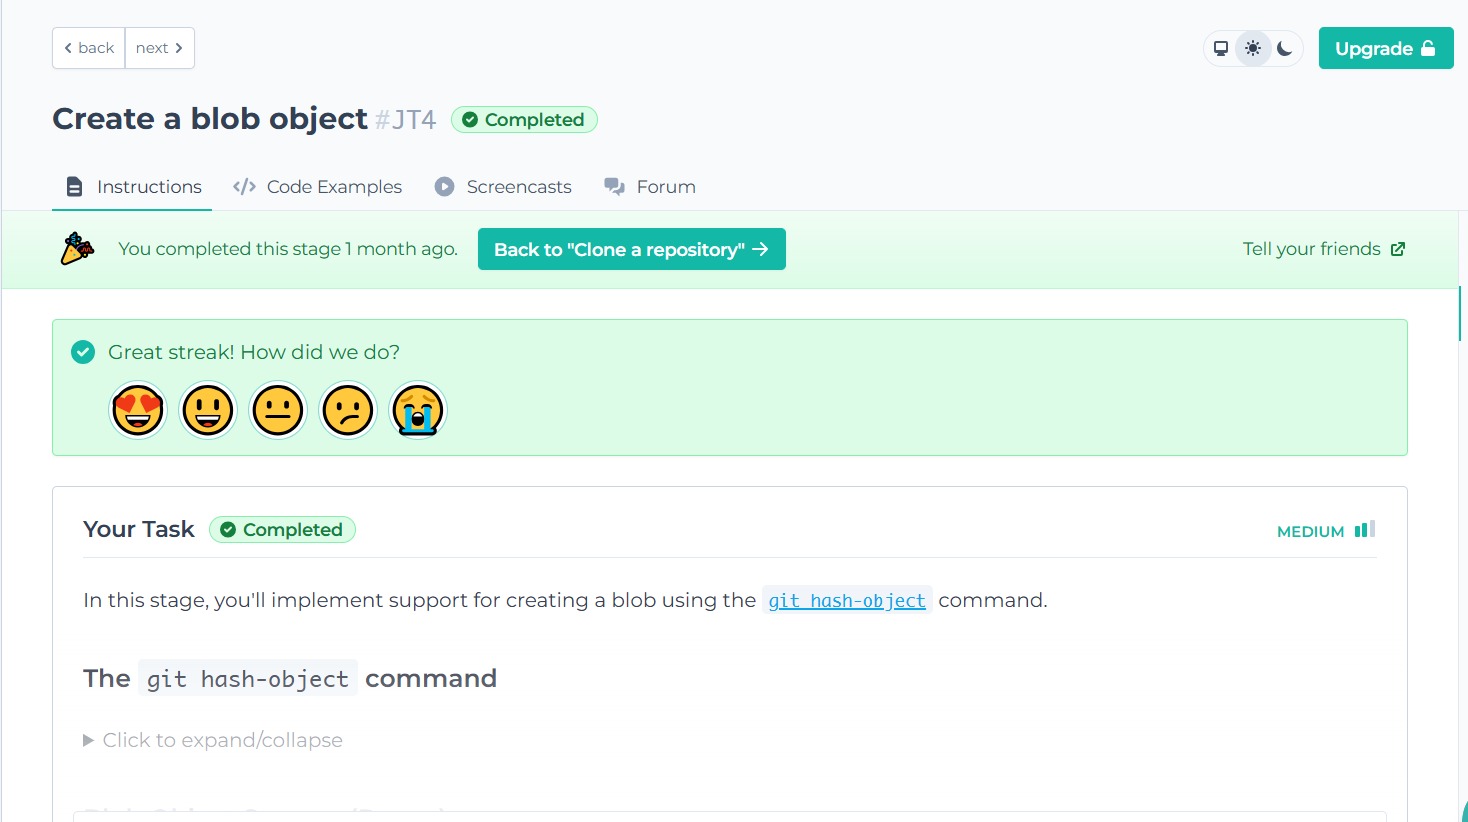 back next
Upgrade
Create a blob object #JT4 Completed
Instructions Code Examples Screencasts Forum
You completed this stage 1 month ago. Back to "Clone a repository" → Tell your friends
Great streak! How did we do?
Your Task Completed MEDIUM
In this stage, you'll implement support for creating a blob using the git hash-object command.
The git hash-object command
Click to expand/collapse